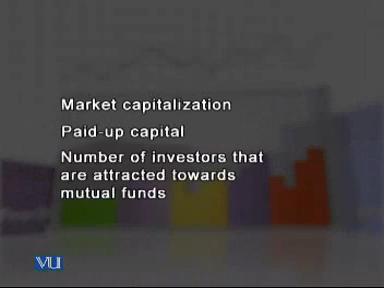 Market capitalization
Paid-up capital
Number of investors that
are attracted towards
mutual funds
VU